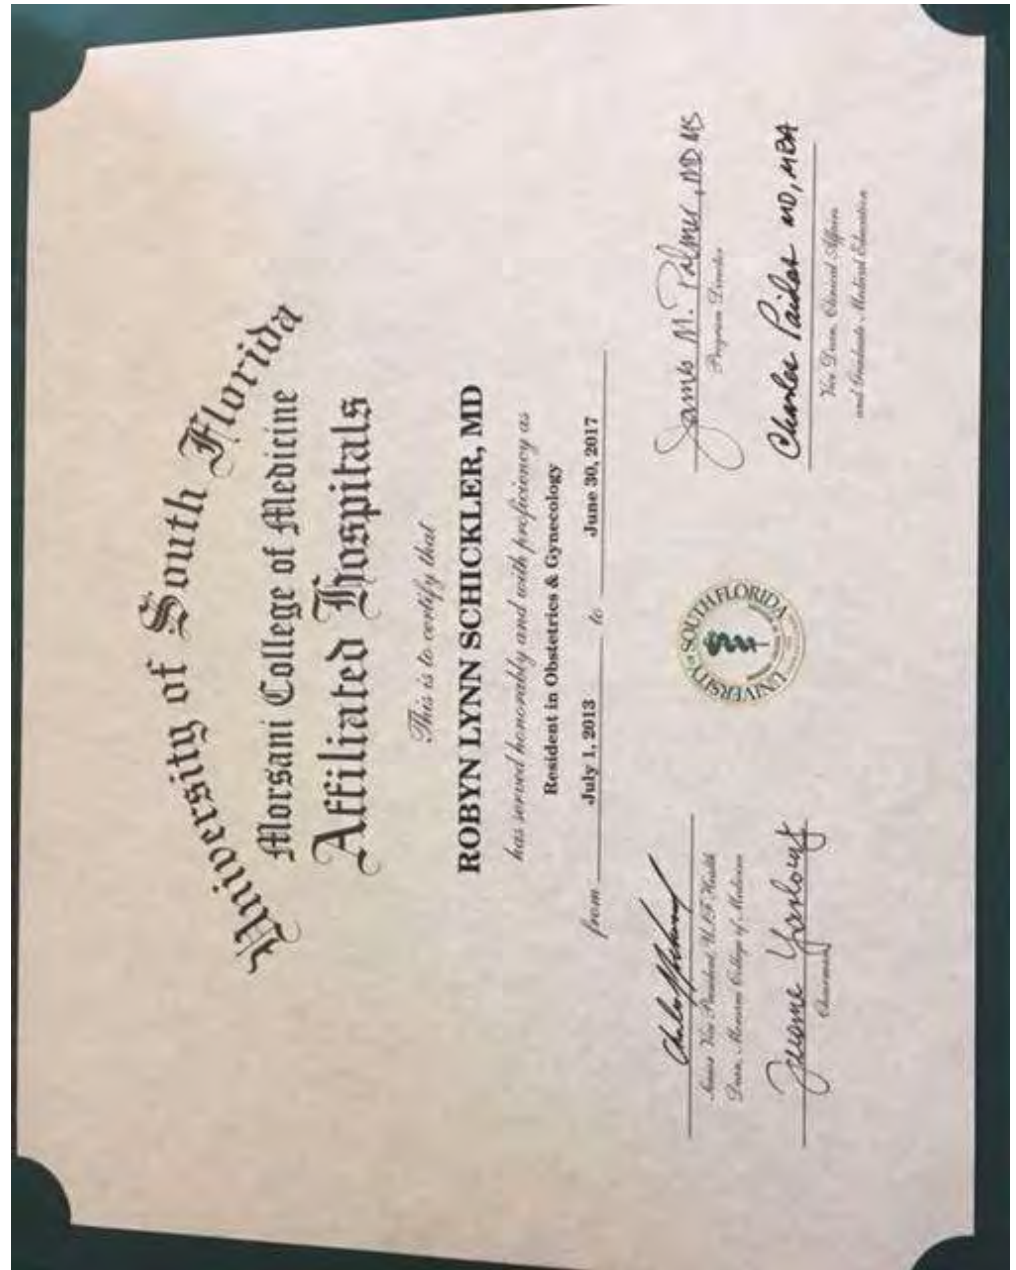 University of South Florida
Morsani College of Medicine
Affiliated Hospitals
This is to certify that
ROBYN LYNN SCHICKLER, MD
has served honorably and with proficiency as
Resident in Obstetrics & Gynecology
from July 1, 2013 to June 30, 2017
Senior Vice President, USF Health
Dean, Morsani College of Medicine
James M. Palmer, MD MS
Program Director
Jerome Yankowitz
Chairman
Charles Paidas MD, MBA
Vice Dean, Clinical Affairs
and Graduate Medical Education
UNIVERSITY of SOUTH FLORIDA